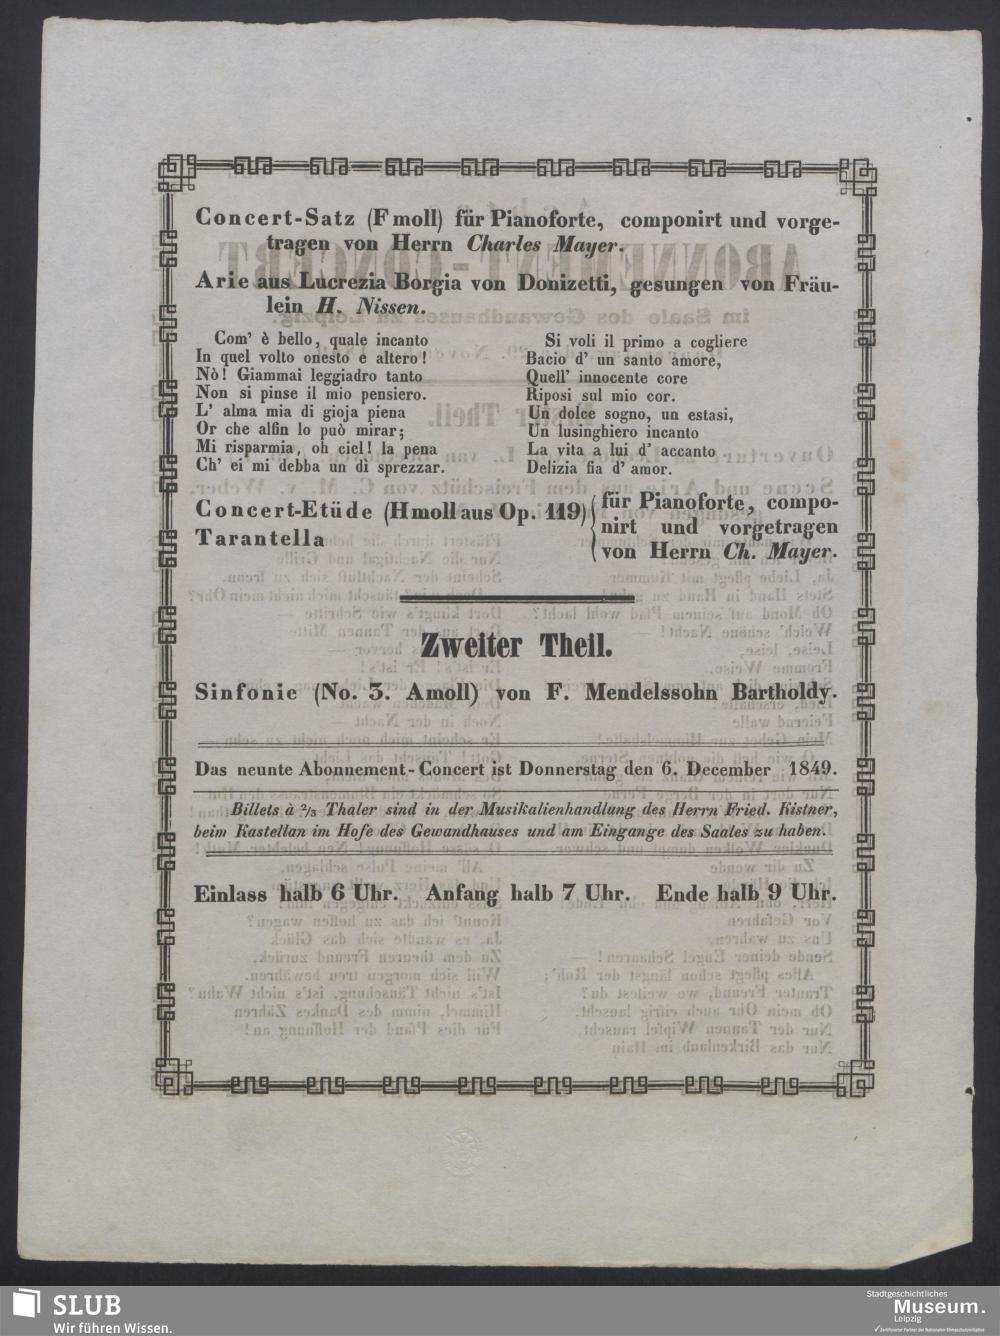 Concert-Satz (F moll) für Pianoforte, componirt und vorge-
tragen von Herrn Charles Mayer.
Arie aus Lucrezia Borgia von Donizetti, gesungen von Fräu-
lein H. Nissen.
Com' è bello, quale incanto
In quel volto onesto e altero!
Nò! Giammai leggiadro tanto
Non si pinse il mio pensiero.
L' alma mia di gioja piena
Or che alfin lo può mirar;
Mi risparmia, oh ciel! la pena
Ch' ei mi debba un dì sprezzar.
Si voli il primo a cogliere
Bacio d' un santo amore,
Quell' innocente core
Riposi sul mio cor.
Un dolce sogno, un estasi,
Un lusinghiero incanto
La vita a lui d' accanto
Delizia fia d' amor.
Concert-Etüde (H moll aus Op. 119)
Tarantella
für Pianoforte, compo-
nirt und vorgetragen
von Herrn Ch. Mayer.
Zweiter Theil.
Sinfonie (No. 3. A moll) von F. Mendelssohn Bartholdy.
Das neunte Abonnement-Concert ist Donnerstag den 6. December 1849.
Billets à 2/3 Thaler sind in der Musikalienhandlung des Herrn Fried. Kistner,
beim Kastellan im Hofe des Gewandhauses und am Eingange des Saales zu haben.
Einlass halb 6 Uhr. Anfang halb 7 Uhr. Ende halb 9 Uhr.
SLUB
Wir führen Wissen.
Stadtgeschichtliches
Museum.
Leipzig